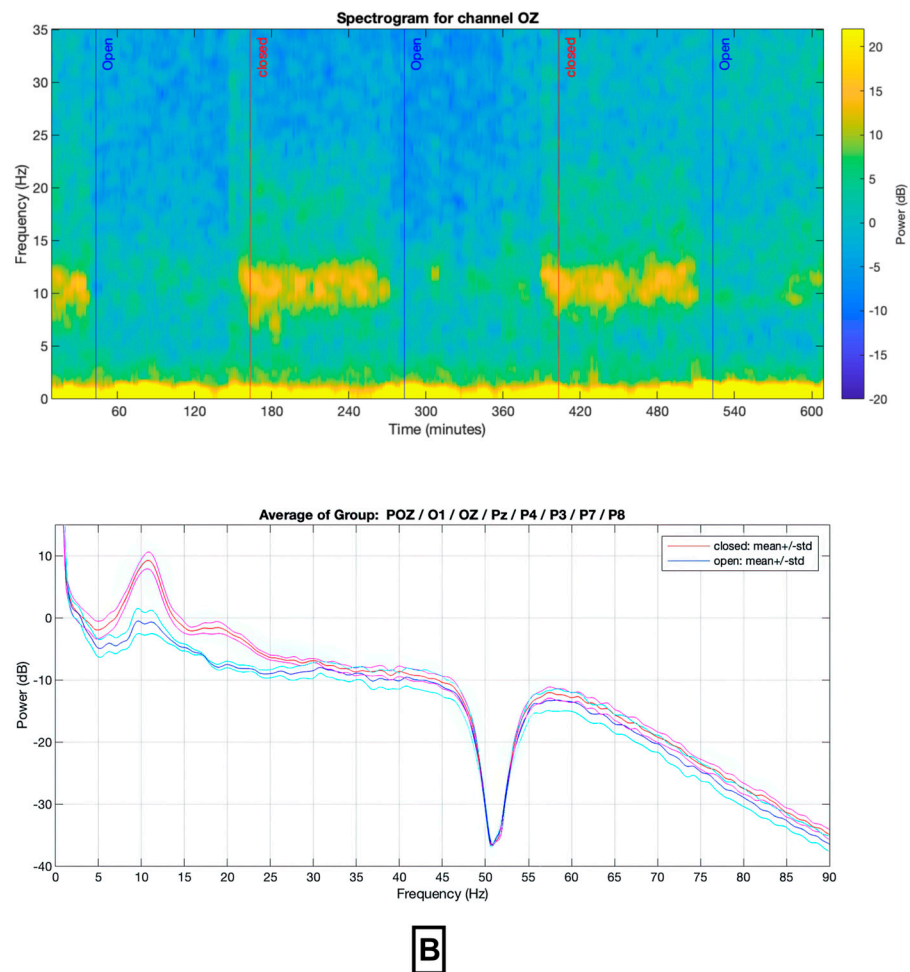 Spectrogram for channel OZ
35
30
25
20
15
10
5
0
Frequency (Hz)
Open
closed
Open
closed
Open
60
120
180
240
300
360
420
480
540
600
Time (minutes)
20
15
10
5
0
-5
-10
-15
-20
Power (dB)
Average of Group: POZ / O1 / OZ / Pz / P4 / P3 / P7 / P8
closed: mean+/-std
open: mean+/-std
10
0
-10
-20
-30
-40
Power (dB)
0 5 10 15 20 25 30 35 40 45 50 55 60 65 70 75 80 85 90
Frequency (Hz)
B